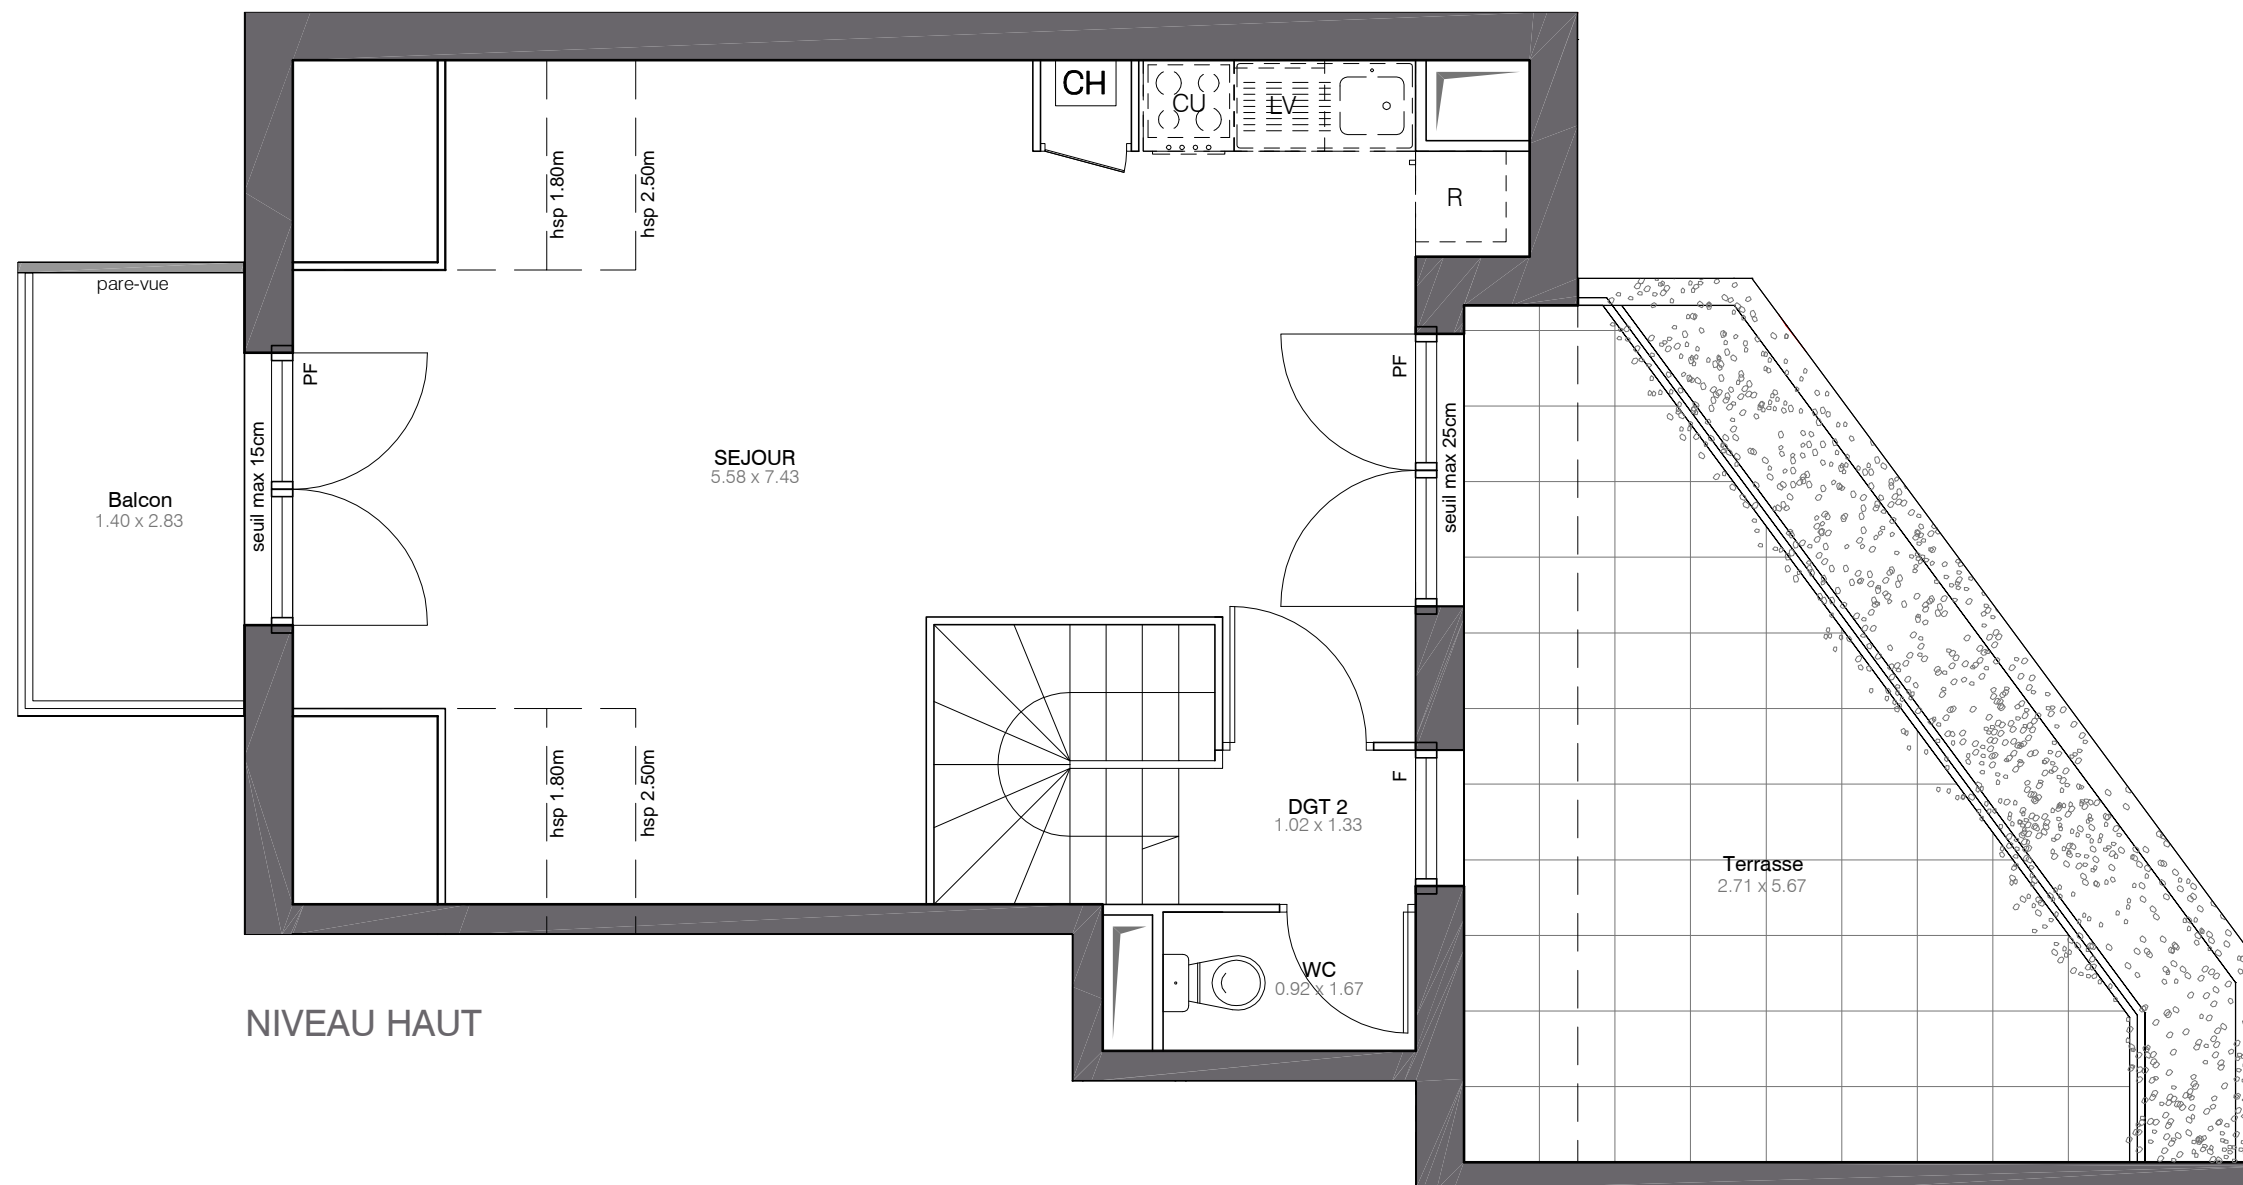 CH
CU
LV
R
hsp 1.80m
hsp 2.50m
pare-vue
PF
PF
seuil max 15cm
seuil max 25cm
SEJOUR
5.58 x 7.43
Balcon
1.40 x 2.83
hsp 1.80m
hsp 2.50m
F
DGT 2
1.02 x 1.33
Terrasse
2.71 x 5.67
WC
0.92 x 1.67
NIVEAU HAUT